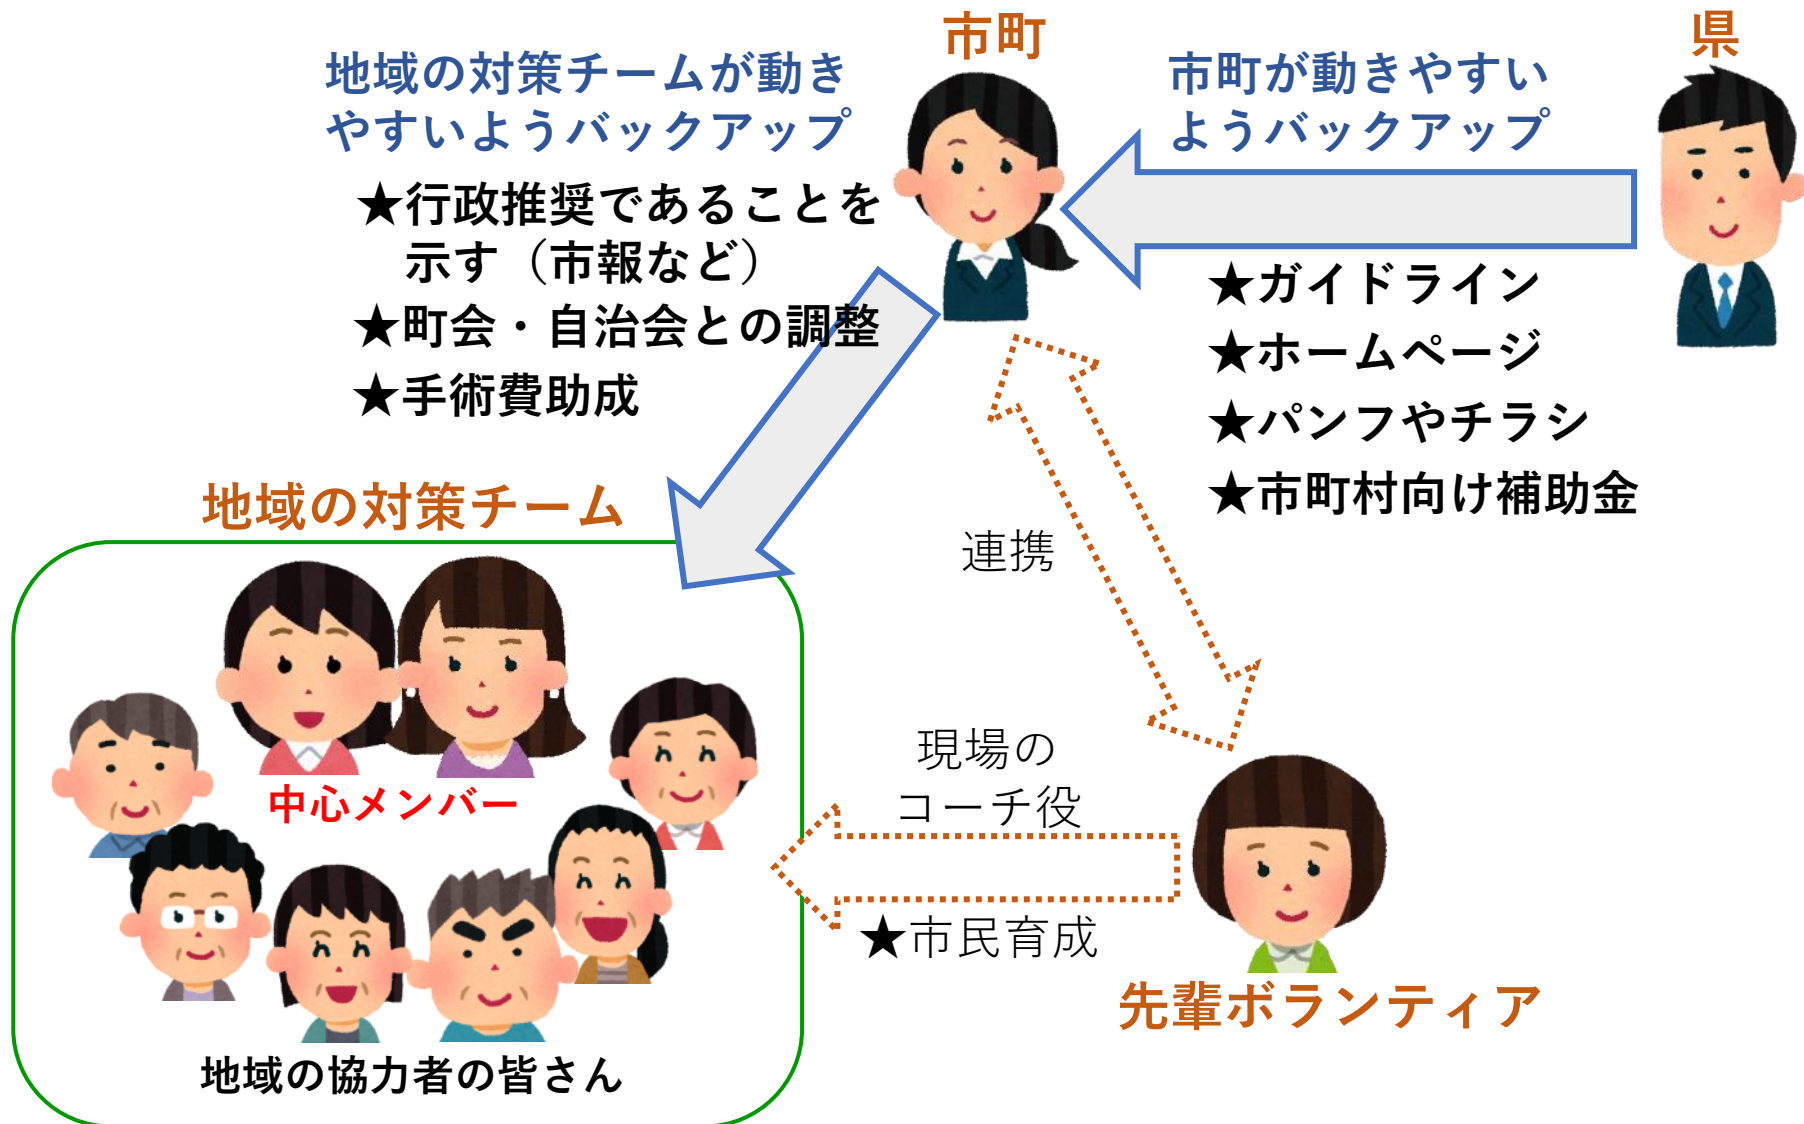 市町
県
地域の対策チームが動き
やすいようバックアップ
市町が動きやすい
ようバックアップ
★行政推奨であることを
示す（市報など）
★町会・自治会との調整
★手術費助成
★ガイドライン
★ホームページ
★パンフやチラシ
★市町村向け補助金
地域の対策チーム
連携
中心メンバー
現場の
コーチ役
★市民育成
先輩ボランティア
地域の協力者の皆さん